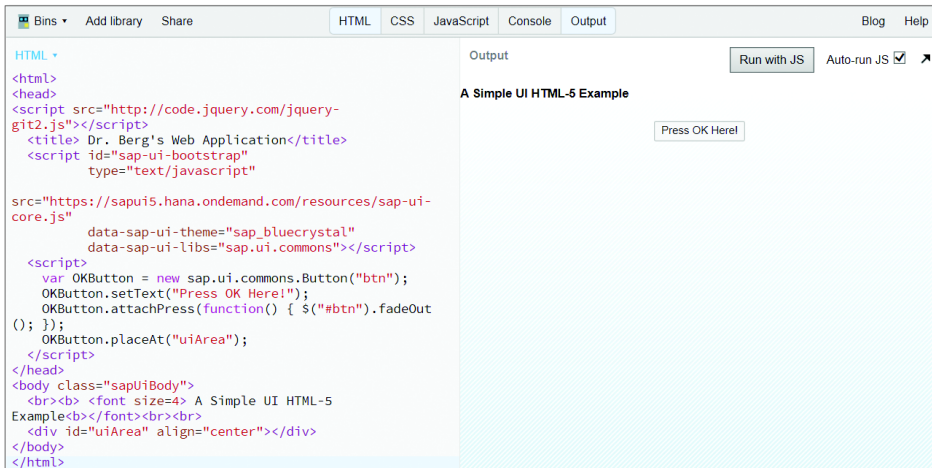 Bins Add library Share HTML CSS JavaScript Console Output Blog Help
HTML
<html>
<head>
<script src="http://code.jquery.com/jquery-
git2.js"></script>
<title> Dr. Berg's Web Application</title>
<script id="sap-ui-bootstrap"
type="text/javascript"
src="https://sapui5.hana.ondemand.com/resources/sap-ui-
core.js"
data-sap-ui-theme="sap_bluecrystal"
data-sap-ui-libs="sap.ui.commons"></script>
<script>
var OKButton = new sap.ui.commons.Button("btn");
OKButton.setText("Press OK Here!");
OKButton.attachPress(function() { $("#btn").fadeOut
(); });
OKButton.placeAt("uiArea");
</script>
</head>
<body class="sapUiBody">
<br><b> <font size=4> A Simple UI HTML-5
Example<b></font><br><br>
<div id="uiArea" align="center"></div>
</body>
</html>
Output
Run with JS Auto-run JS
A Simple UI HTML-5 Example
Press OK Here!